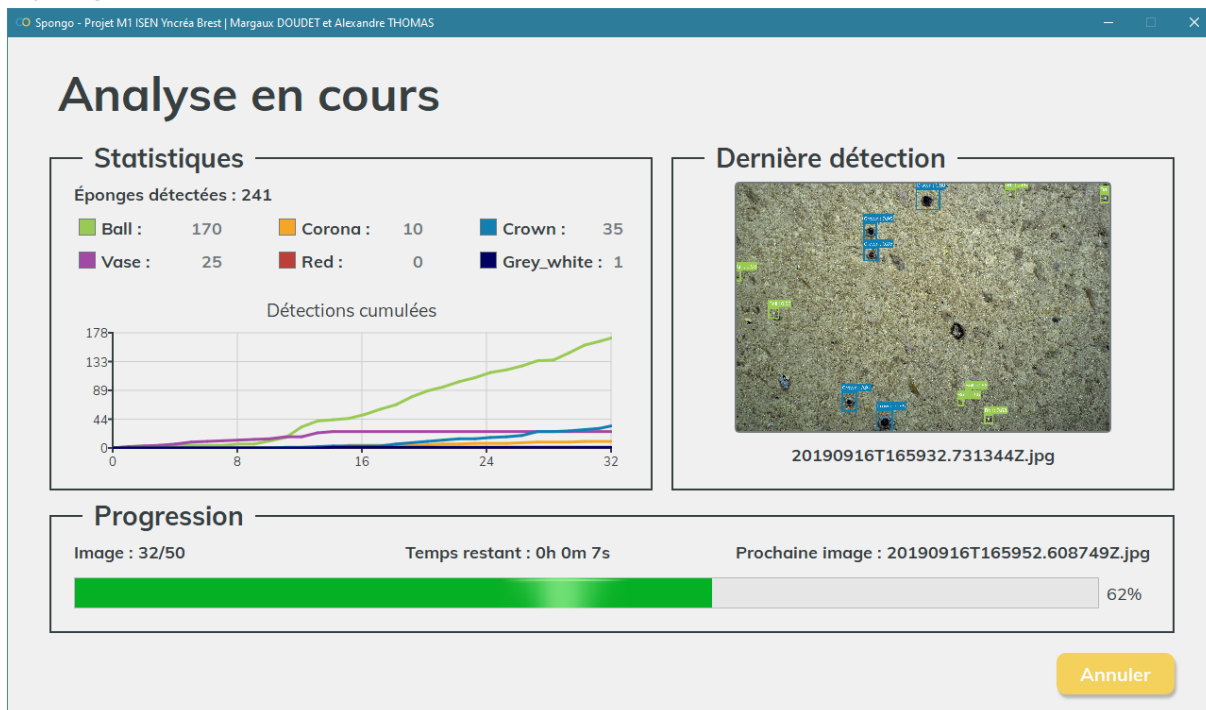 Spongo - Projet M1 ISEN Yncréa Brest | Margaux DOUDET et Alexandre THOMAS
Analyse en cours
Statistiques
Éponges détectées : 241
Ball : 170 Corona : 10 Crown : 35
Vase : 25 Red : 0 Grey_white : 1
Détections cumulées
178
133
89
44
0
0 8 16 24 32
Dernière détection
20190916T165932.731344Z.jpg
Progression
Image : 32/50 Temps restant : 0h 0m 7s Prochaine image : 20190916T165952.608749Z.jpg
62%
Annuler